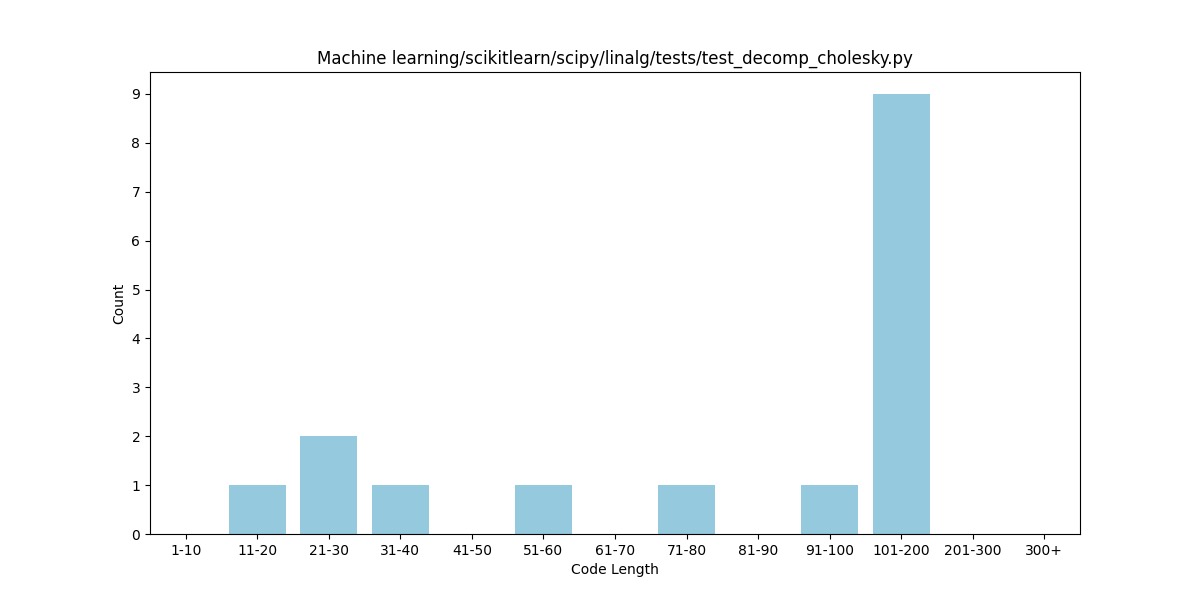 Machine learning/scikitlearn/scipy/linalg/tests/test_decomp_cholesky.py
Count
9
8
7
6
5
4
3
2
1
0
1-10 11-20 21-30 31-40 41-50 51-60 61-70 71-80 81-90 91-100 101-200 201-300 300+
Code Length